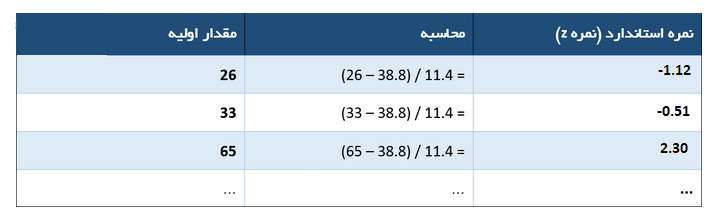 مقدار اولیه محاسبه نمره استاندارد (نمره z)
26 (26 – 38.8) / 11.4 = -1.12
33 (33 – 38.8) / 11.4 = -0.51
65 (65 – 38.8) / 11.4 = 2.30
... ... ...